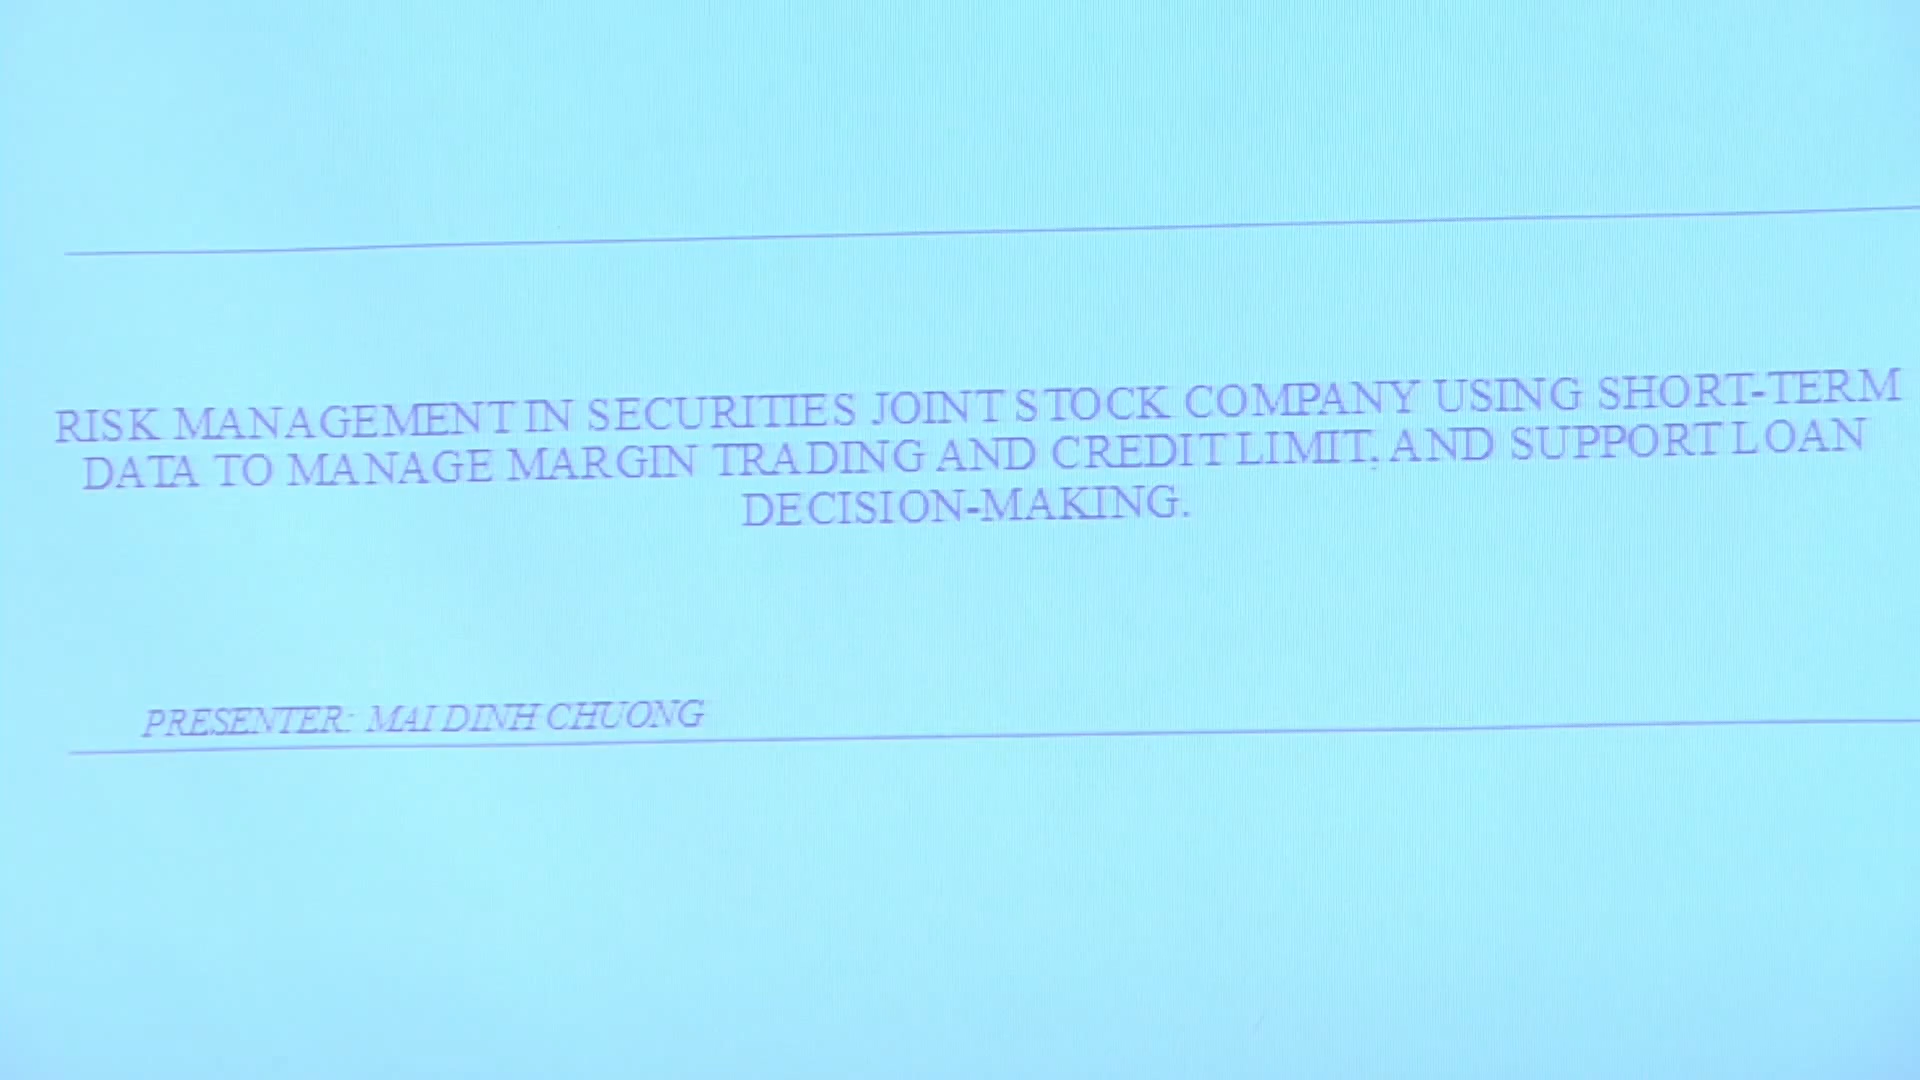 RISK MANAGEMENT IN SECURITIES JOINT STOCK COMPANY USING SHORT-TERM
DATA TO MANAGE MARGIN TRADING AND CREDIT LIMIT, AND SUPPORT LOAN
DECISION-MAKING.
PRESENTER: MAI DINH CHUONG